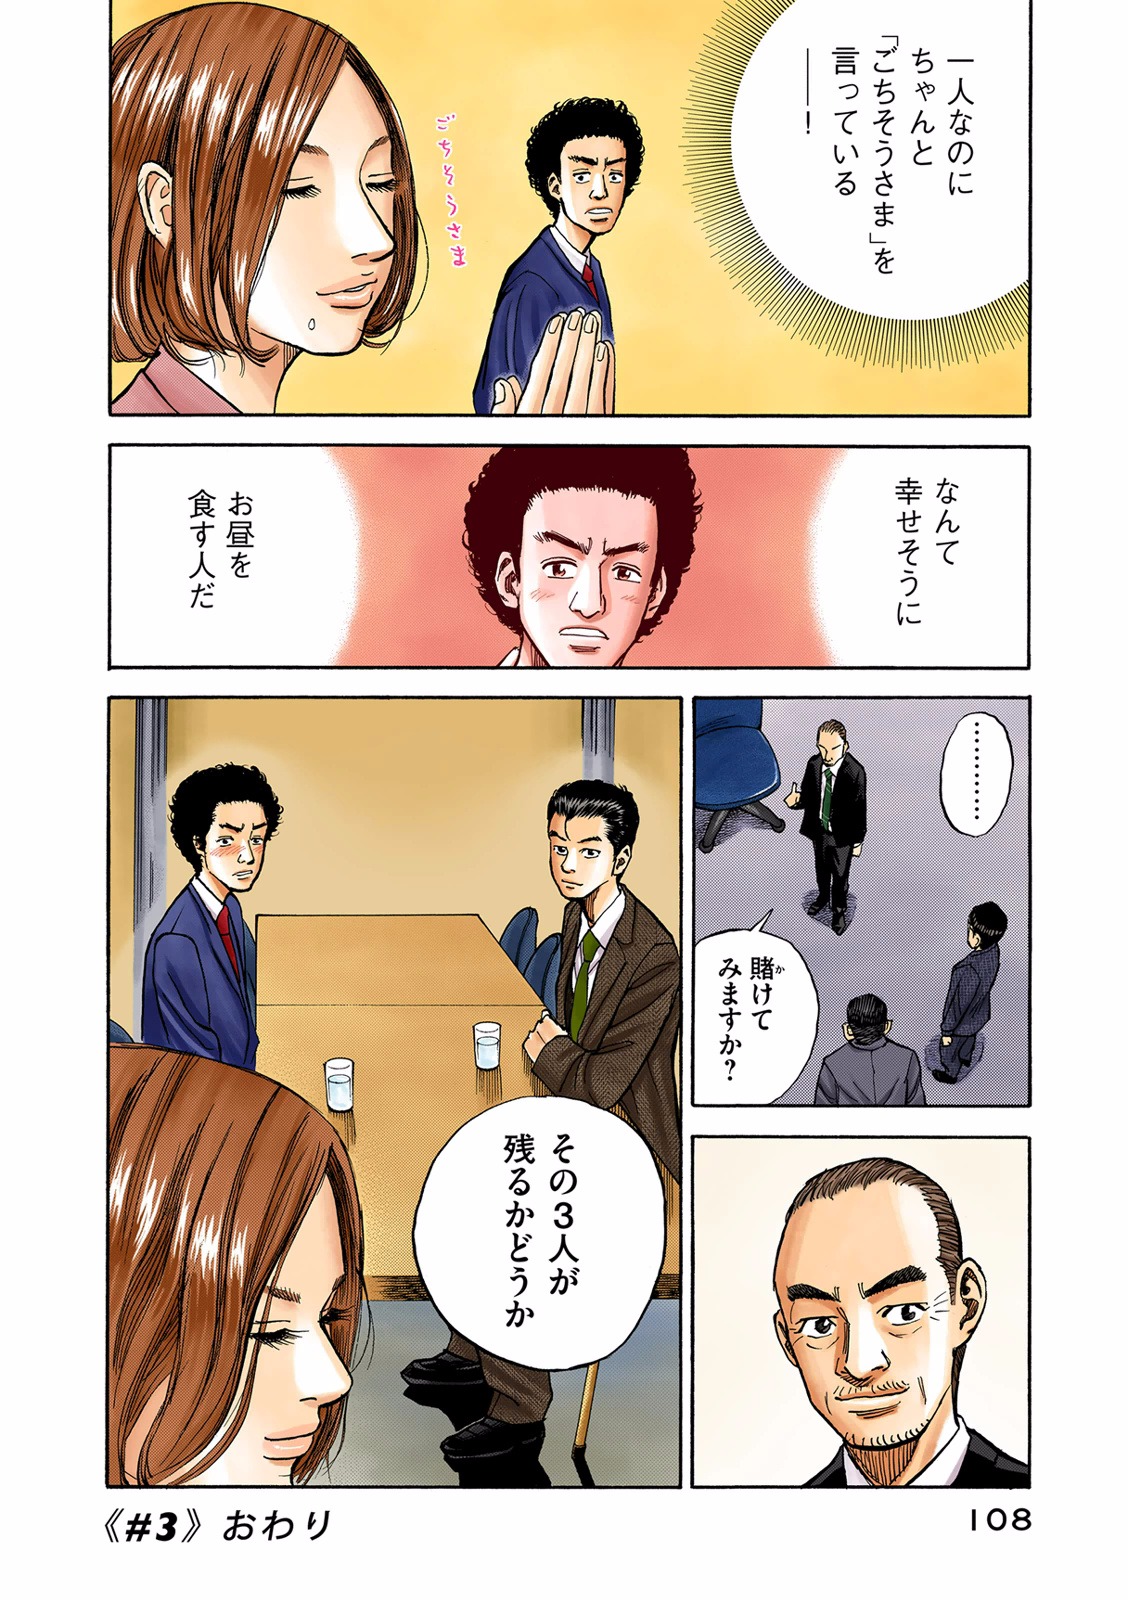 一人なのに
ちゃんと
「ごちそうさま」を
言っている
――!
ごちそうさま
なんて
幸せそうに
お昼を
食す人だ
…………
賭けて
か
みますか?
その3人が
残るかどうか
《#3》おわり
108